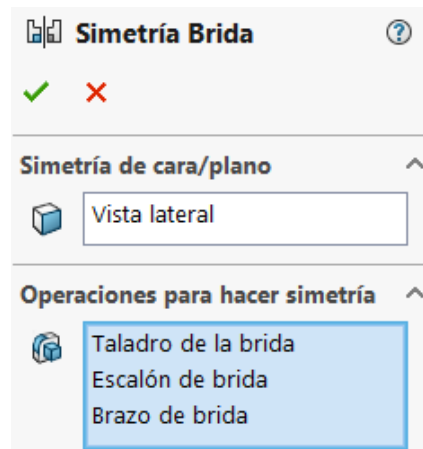 Simetría Brida
?
Simetría de cara/plano
Vista lateral
Operaciones para hacer simetría
Taladro de la brida
Escalón de brida
Brazo de brida